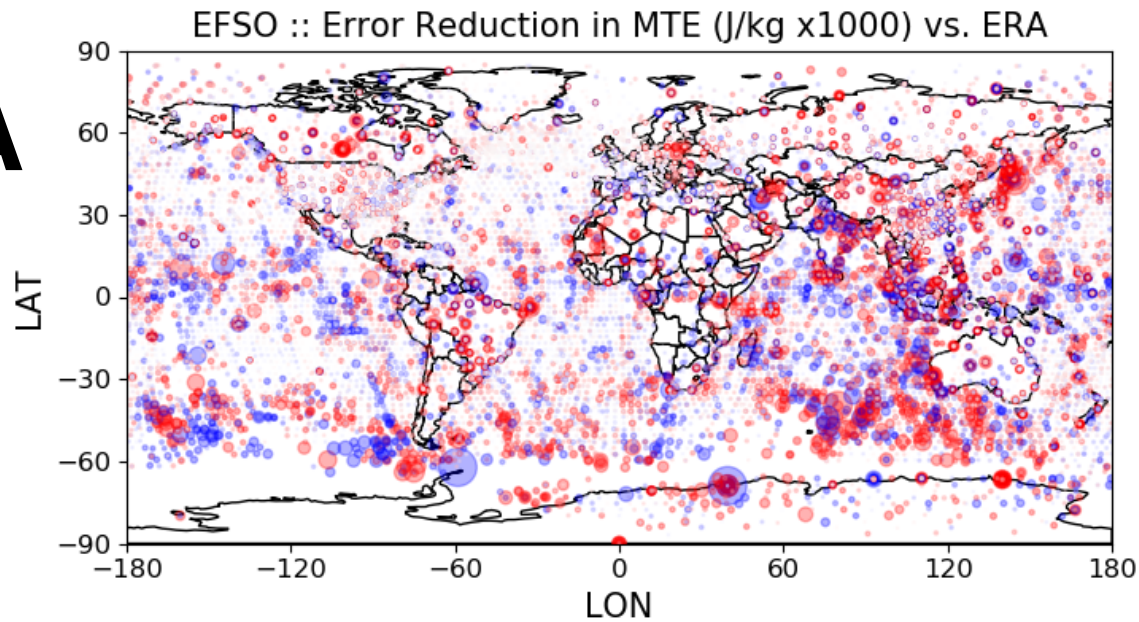 EFSO :: Error Reduction in MTE (J/kg x1000) vs. ERA
A
90
60
30
0
−30
−60
−90
LAT
−180 −120 −60 0 60 120 180
LON